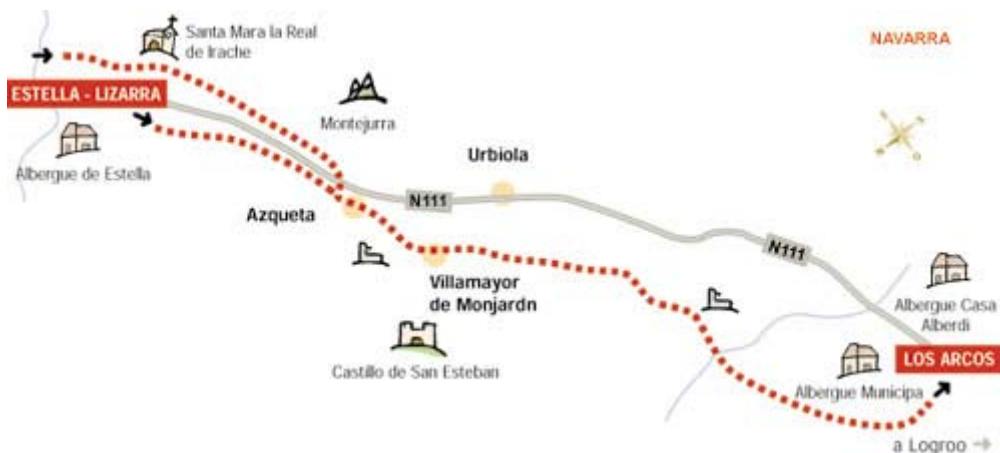 Santa Mara la Real
de Irache
NAVARRA
ESTELLA - LIZARRA
Montejurra
Albergue de Estella
Urbiola
N111
Azqueta
N111
Villamayor
de Monjardn
Albergue Casa
Alberdi
Castillo de San Esteban
LOS ARCOS
Albergue Municipa
a Logroo